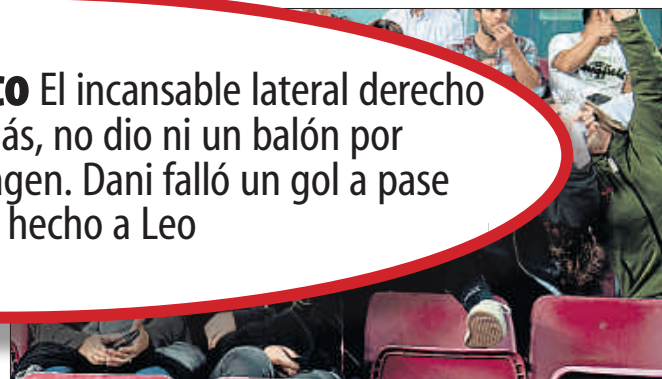 co El incansable lateral derecho
ás, no dio ni un balón por
agen. Dani falló un gol a pase
hecho a Leo